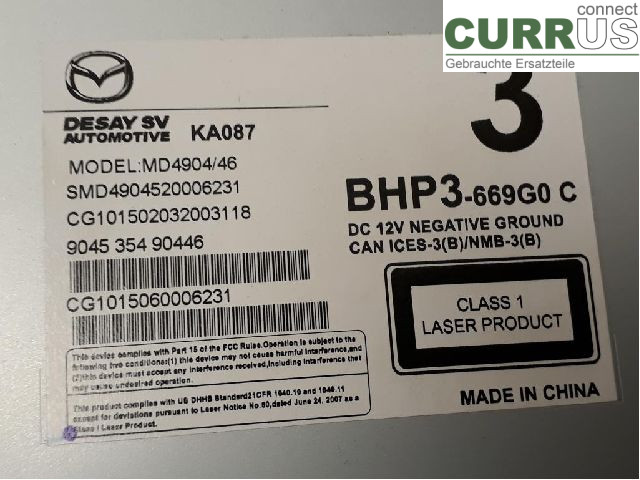 connect
CURRUS
Gebrauchte Ersatzteile
3
DESAY SV
AUTOMOTIVE KA087
MODEL:MD4904/46
SMD4904520006231
CG101502032003118
9045 354 90446
CG1015060006231
BHP3-669G0 C
DC 12V NEGATIVE GROUND
CAN ICES-3(B)/NMB-3(B)
CLASS 1
LASER PRODUCT
This device complies with Part 15 of the FCC Rules.Operation is subject to the
following two conditions:(1) this device may not cause harmful interference,and
(2)this device must accept any interference received,including interference that
may cause undesired operation.
This product complies with US DHHS Standard21CFR 1040.10 and 1040.11
except for deviations pursuant to Laser Notice No.50,dated June 24, 2007 as a
Class I Laser Product.
MADE IN CHINA